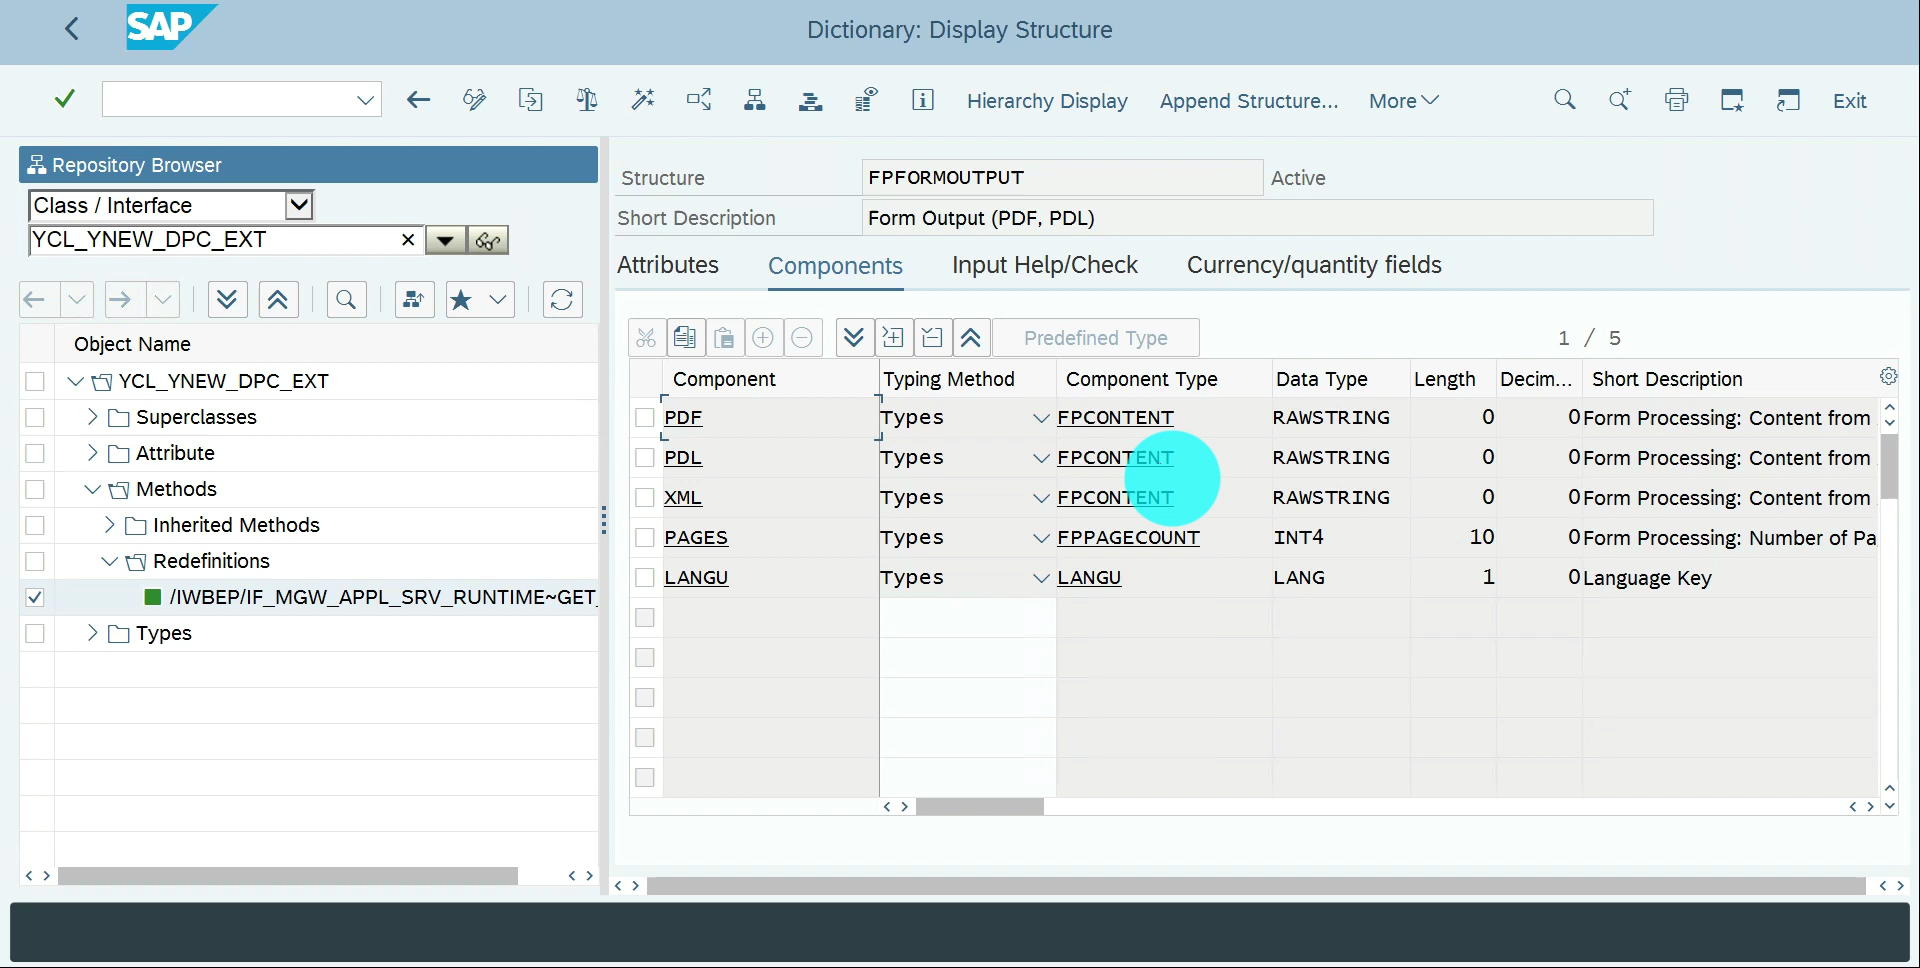 SAP
Dictionary: Display Structure
Hierarchy Display
Append Structure...
More
Exit
Repository Browser
Class / Interface
YCL_YNEW_DPC_EXT
Object Name
YCL_YNEW_DPC_EXT
Superclasses
Attribute
Methods
Inherited Methods
Redefinitions
/IWBEP/IF_MGW_APPL_SRV_RUNTIME~GET_
Types
Structure FPFORMOUTPUT Active
Short Description Form Output (PDF, PDL)
Attributes Components Input Help/Check Currency/quantity fields
Predefined Type 1 / 5
Component Typing Method Component Type Data Type Length Decim... Short Description
PDF Types FPCONTENT RAWSTRING 0 0 Form Processing: Content from
PDL Types FPCONTENT RAWSTRING 0 0 Form Processing: Content from
XML Types FPCONTENT RAWSTRING 0 0 Form Processing: Content from
PAGES Types FPPAGECOUNT INT4 10 0 Form Processing: Number of Pa
LANGU Types LANGU LANG 1 0 Language Key